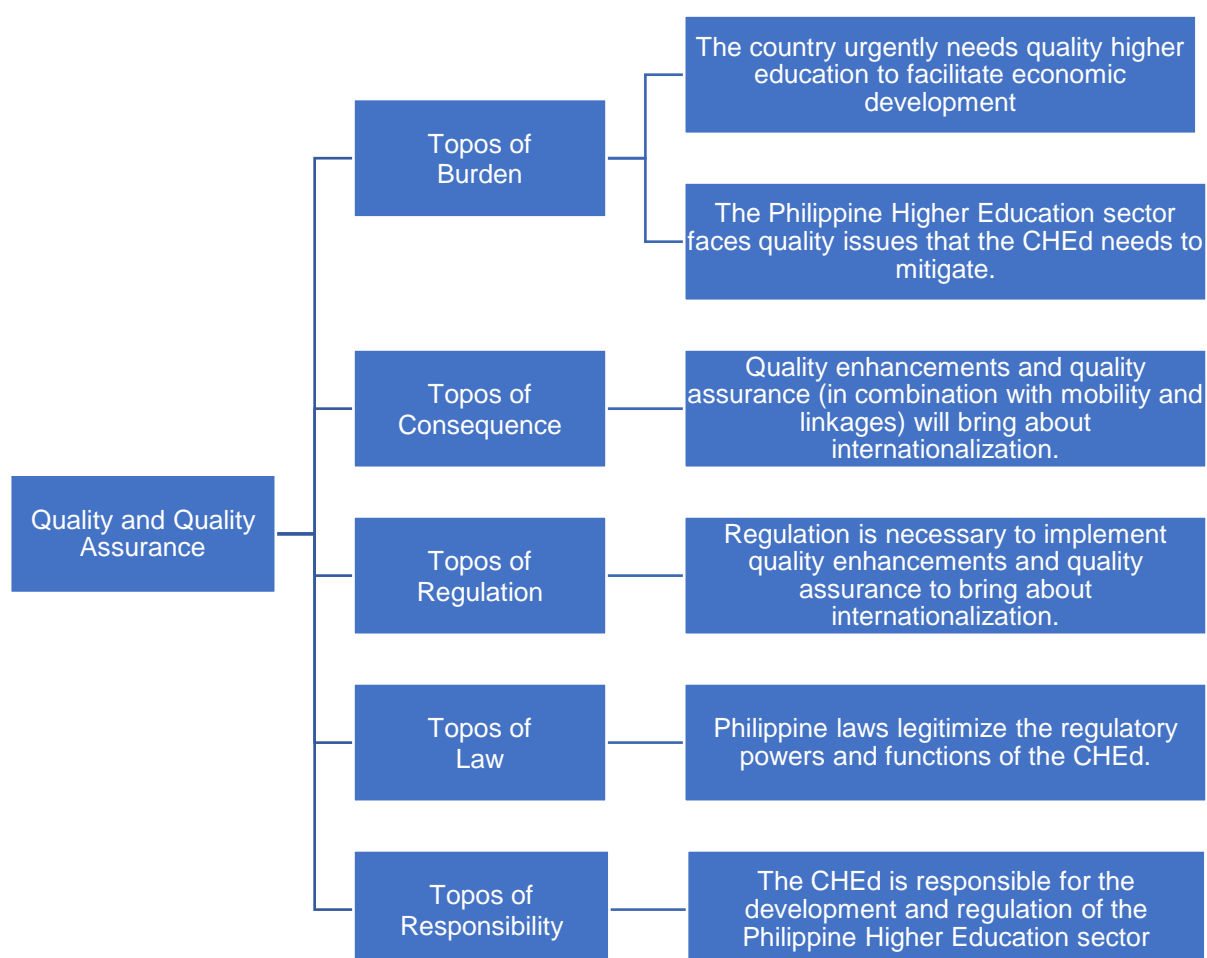 Quality and Quality
Assurance
Topos of
Burden
The country urgently needs quality higher
education to facilitate economic
development
The Philippine Higher Education sector
faces quality issues that the CHEd needs to
mitigate.
Topos of
Consequence
Quality enhancements and quality
assurance (in combination with mobility and
linkages) will bring about
internationalization.
Topos of
Regulation
Regulation is necessary to implement
quality enhancements and quality
assurance to bring about
internationalization.
Topos of
Law
Philippine laws legitimize the regulatory
powers and functions of the CHEd.
Topos of
Responsibility
The CHEd is responsible for the
development and regulation of the
Philippine Higher Education sector